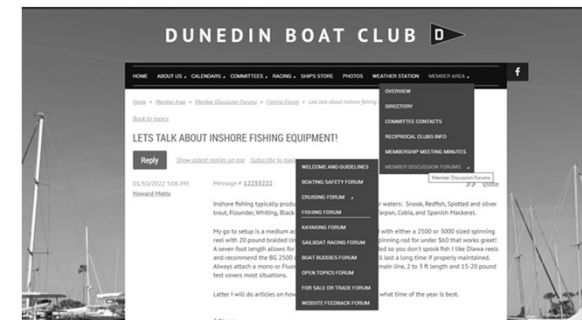 DUNEDIN BOAT CLUB D
HOME ABOUT US CALENDARS COMMITTEES RACING SHIPS STORE PHOTOS WEATHER STATION MEMBER AREA
f
Home » Member Area » Member Discussion Forums » Fishing Forum » Lets talk about inshore fishing
Back to topics
LETS TALK ABOUT INSHORE FISHING EQUIPMENT!
Reply Show oldest messages on top Subscribe to topic
01/10/2022 5:06 PM
Howard Matts
Message # 12253222
Quote
OVERVIEW
DIRECTORY
COMMITTEE CONTACTS
RECIPROCAL CLUBS INFO
MEMBERSHIP MEETING MINUTES
MEMBER DISCUSSION FORUMS
Member Discussion Forums
WELCOME AND GUIDELINES
BOATING SAFETY FORUM
CRUISING FORUM
FISHING FORUM
KAYAKING FORUM
SAILBOAT RACING FORUM
BOAT BUDDIES FORUM
OPEN TOPICS FORUM
FOR SALE OR TRADE FORUM
WEBSITE FEEDBACK FORUM
Inshore fishing typically produ waters: Snook, Redfish, Spotted and silver
trout, Flounder, Whiting, Black arpon, Cobia, and Spanish Mackerel.
My go to setup is a medium ac with either a 2500 or 3000 sized spinning
reel with 20 pound braided lin spinning rod for under $60 that works great!
A seven foot length allows for ted so you don't spook fish I like Diawa reels
and recommend the BG 2500 ll last a long time if properly maintained.
Always attach a mono or Fluor main line, 2 to 3 ft length and 15-20 pound
test covers most situations.
Latter I will do articles on how what time of the year is best.